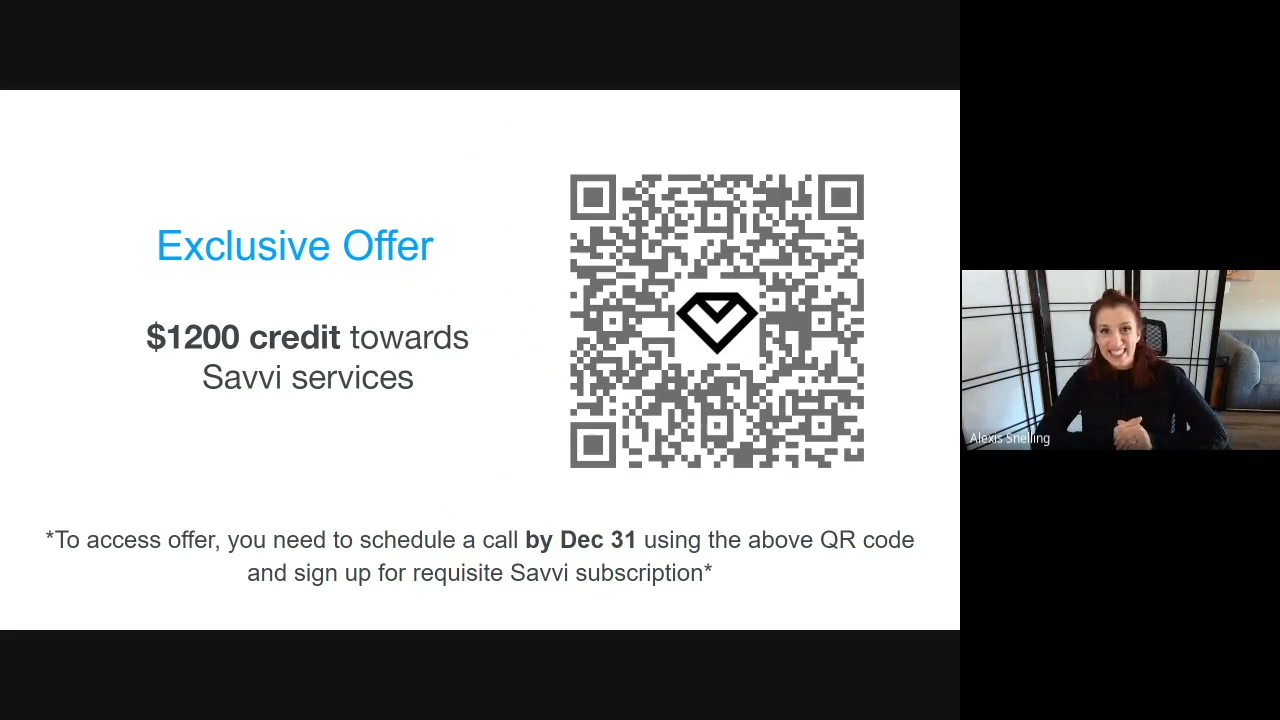 Exclusive Offer
$1200 credit towards
Savvi services
*To access offer, you need to schedule a call by Dec 31 using the above QR code
and sign up for requisite Savvi subscription*
Alexis Snelling